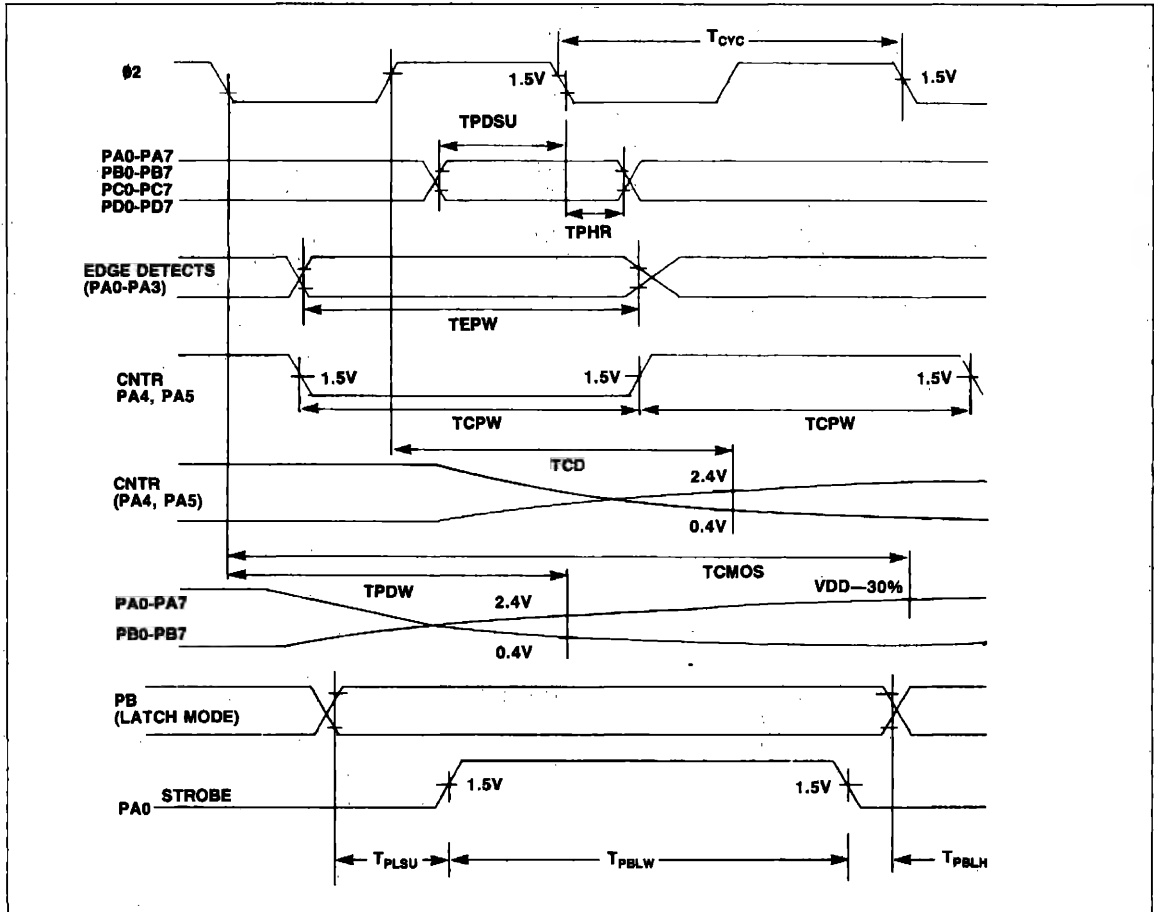 T_CYC
Ø2
1.5V
1.5V
TPDSU
PA0-PA7
PB0-PB7
PC0-PC7
PD0-PD7
TPHR
EDGE DETECTS
(PA0-PA3)
TEPW
CNTR
PA4, PA5
1.5V
1.5V
1.5V
TCPW
TCPW
TCD
CNTR
(PA4, PA5)
2.4V
0.4V
TCMOS
TPDW
VDD—30%
PA0-PA7
2.4V
PB0-PB7
0.4V
PB
(LATCH MODE)
STROBE
PA0
1.5V
1.5V
T_PLSU
T_PBLW
T_PBLH